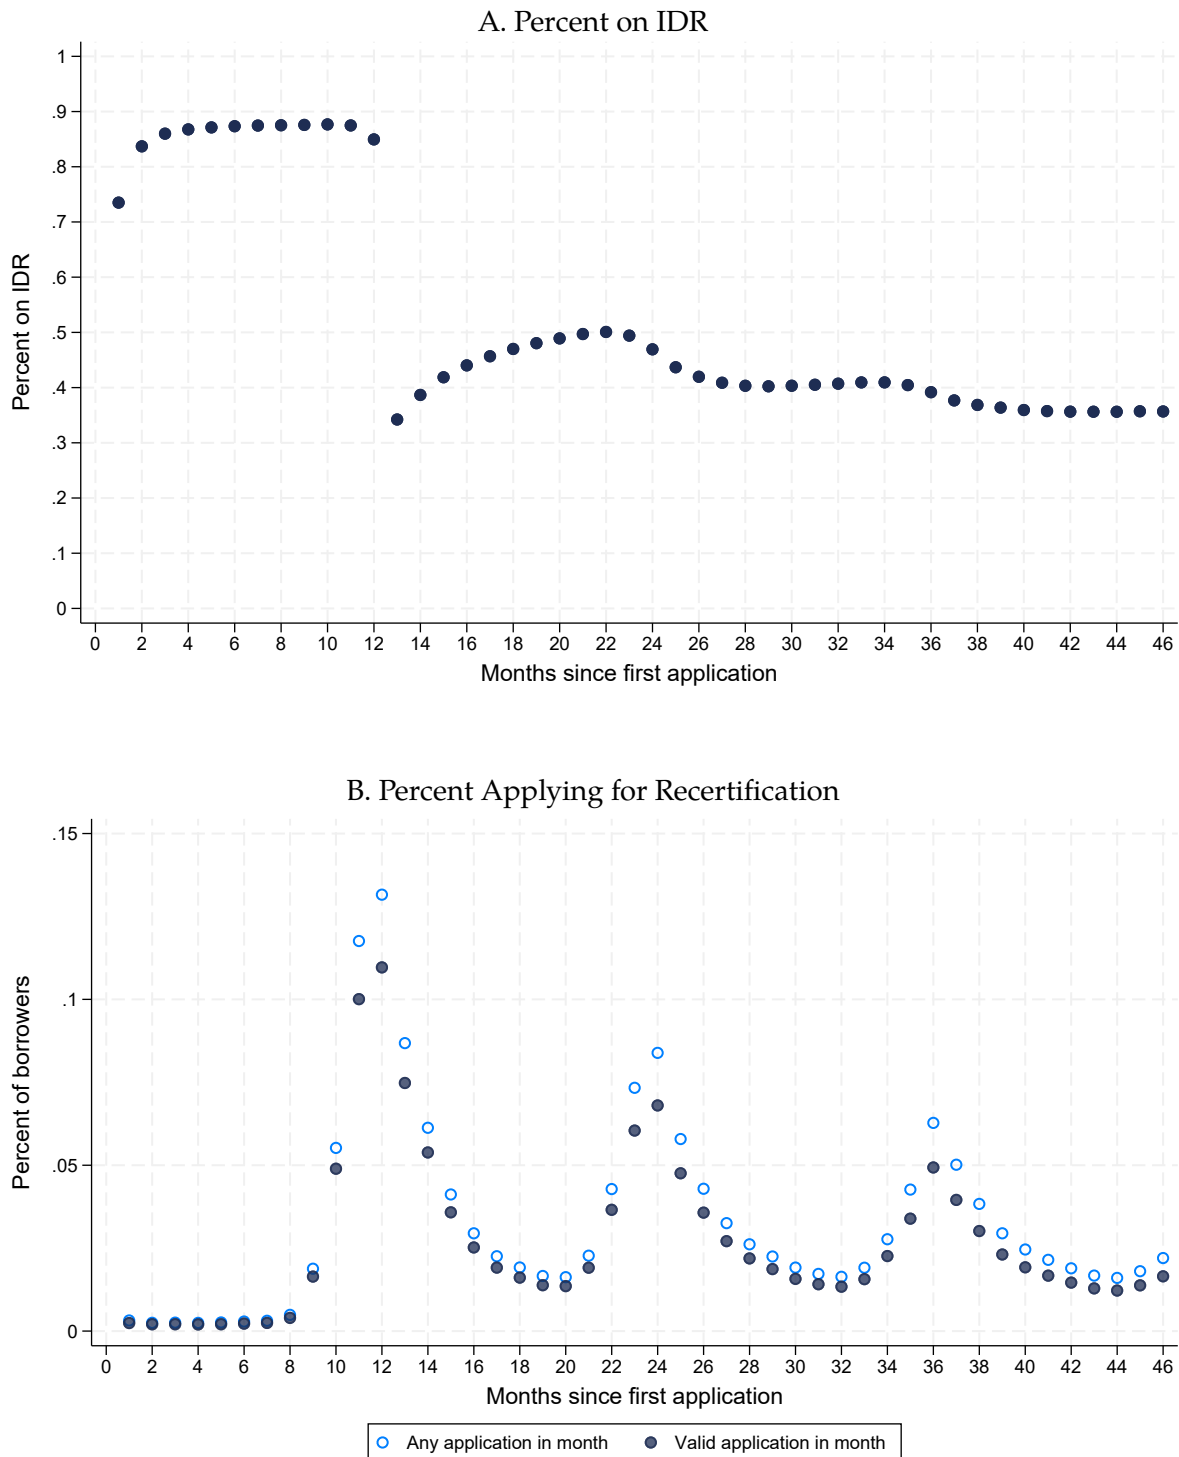 A. Percent on IDR
1
.9
.8
.7
.6
.5
.4
.3
.2
.1
0
Percent on IDR
0 2 4 6 8 10 12 14 16 18 20 22 24 26 28 30 32 34 36 38 40 42 44 46
Months since first application
B. Percent Applying for Recertification
.15
.1
.05
0
Percent of borrowers
0 2 4 6 8 10 12 14 16 18 20 22 24 26 28 30 32 34 36 38 40 42 44 46
Months since first application
Any application in month Valid application in month